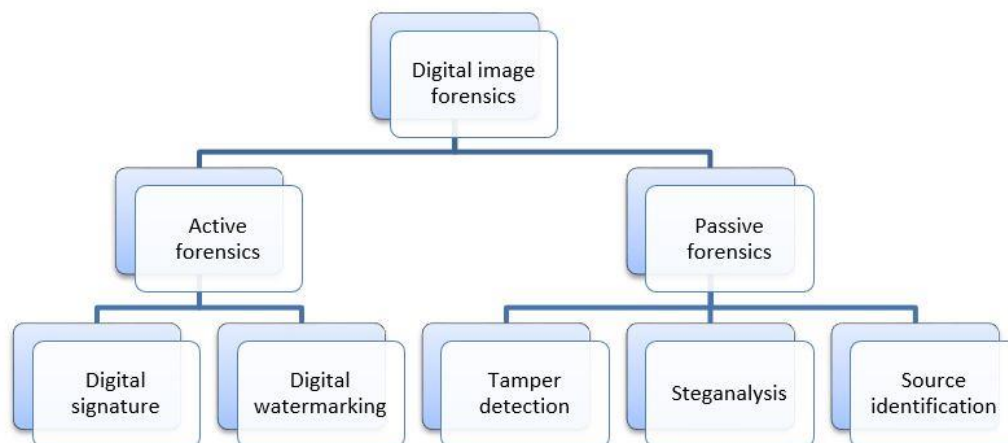 Digital image
forensics
Active
forensics
Passive
forensics
Digital
signature
Digital
watermarking
Tamper
detection
Steganalysis
Source
identification